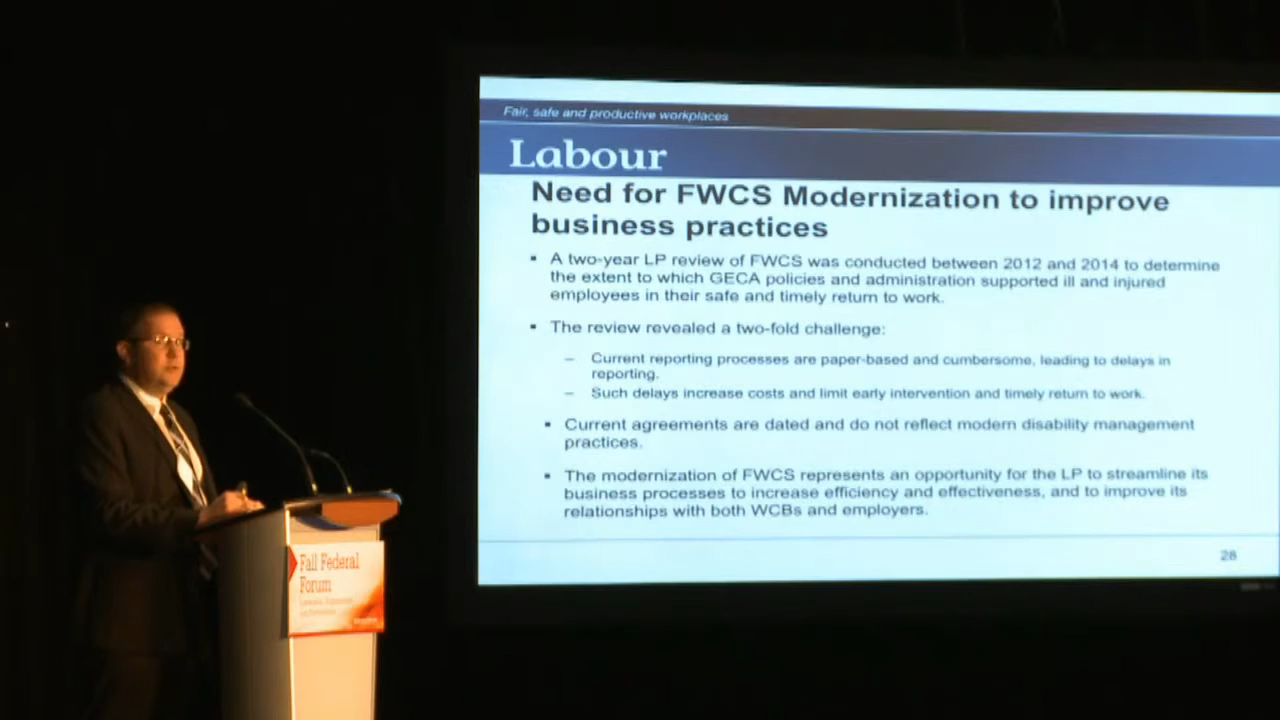 Fair, safe and productive workplaces
Labour
Need for FWCS Modernization to improve
business practices
▪ A two-year LP review of FWCS was conducted between 2012 and 2014 to determine
the extent to which GECA policies and administration supported ill and injured
employees in their safe and timely return to work.
▪ The review revealed a two-fold challenge:
– Current reporting processes are paper-based and cumbersome, leading to delays in
reporting.
– Such delays increase costs and limit early intervention and timely return to work.
▪ Current agreements are dated and do not reflect modern disability management
practices.
▪ The modernization of FWCS represents an opportunity for the LP to streamline its
business processes to increase efficiency and effectiveness, and to improve its
relationships with both WCBs and employers.
28
Fall Federal
Forum